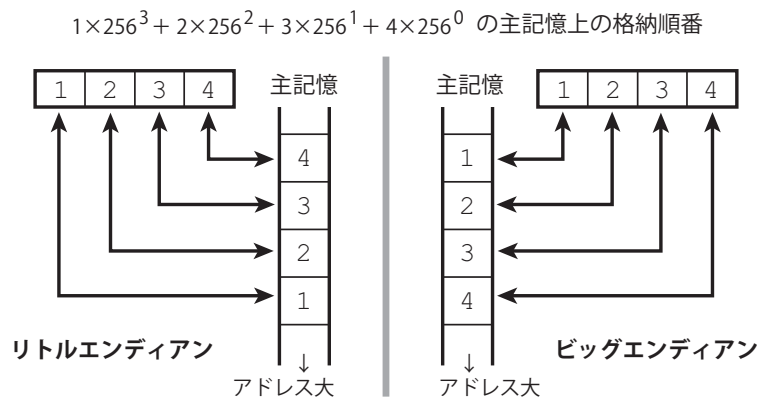 1×256³＋2×256²＋3×256¹＋4×256⁰ の主記憶上の格納順番
1 2 3 4
主記憶
4
3
2
1
リトルエンディアン
↓
アドレス大
主記憶
1 2 3 4
1
2
3
4
↓
ビッグエンディアン
アドレス大